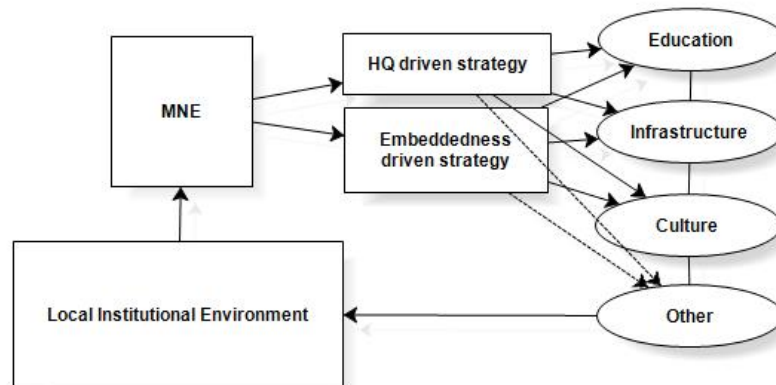 Education
HQ driven strategy
MNE
Infrastructure
Embeddedness
driven strategy
Culture
Local Institutional Environment
Other